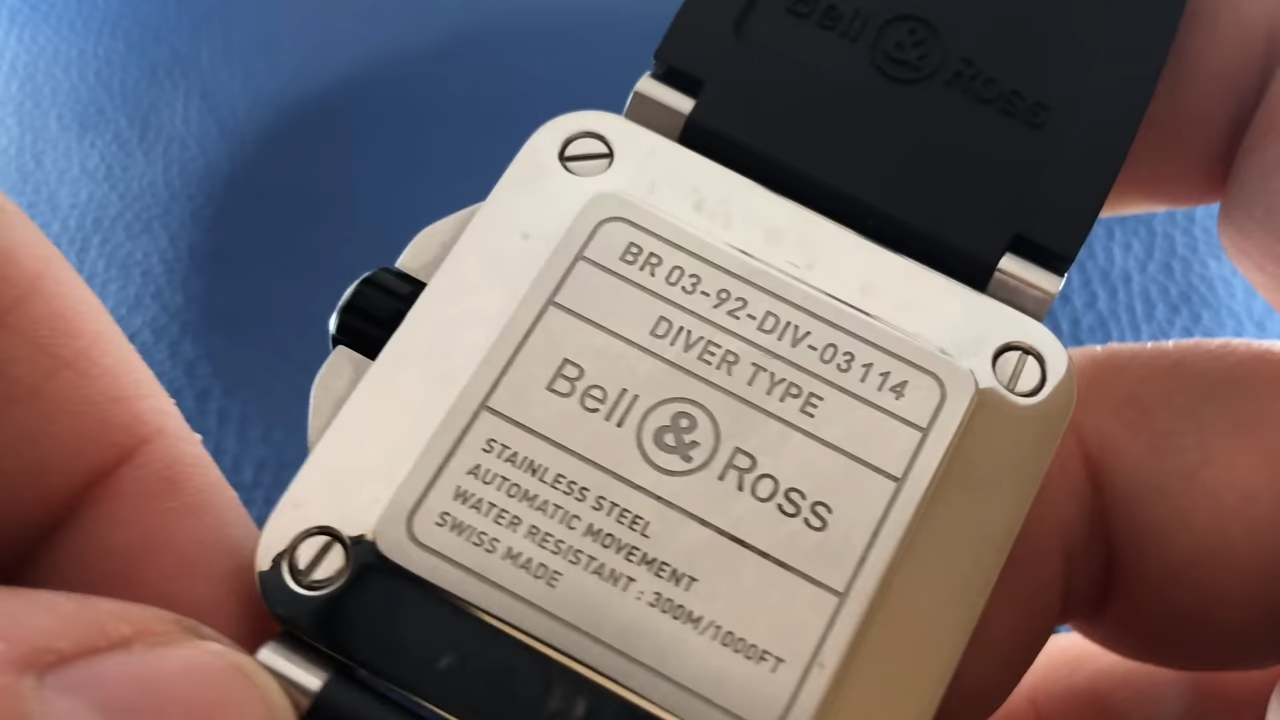 Bell & Ross
BR 03-92-DIV-03114
DIVER TYPE
Bell & Ross
STAINLESS STEEL
AUTOMATIC MOVEMENT
WATER RESISTANT : 300M/1000FT
SWISS MADE